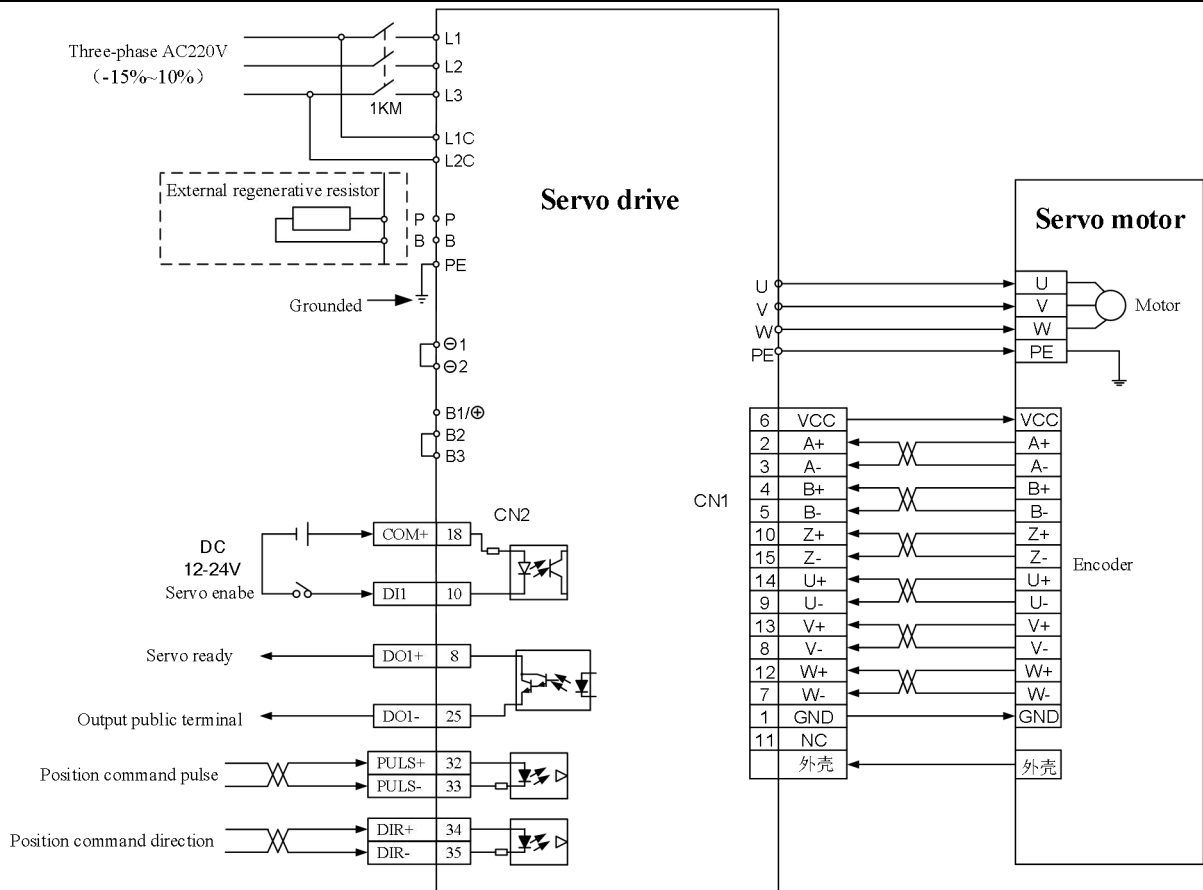 Three-phase AC220V
（-15%~10%）
L1
L2
L3
1KM
L1C
L2C
External regenerative resistor
P P
B B
PE
Grounded
⊖1
⊖2
B1/⊕
B2
B3
Servo drive
CN2
DC
12-24V
Servo enabe
COM+ 18
DI1 10
Servo ready
DO1+ 8
Output public terminal
DO1- 25
Position command pulse
PULS+ 32
PULS- 33
Position command direction
DIR+ 34
DIR- 35
Servo motor
U U
V V
W W
PE PE
Motor
CN1
6 VCC VCC
2 A+ A+
3 A- A-
4 B+ B+
5 B- B-
10 Z+ Z+
15 Z- Z-
14 U+ U+
9 U- U-
13 V+ V+
8 V- V-
12 W+ W+
7 W- W-
1 GND GND
11 NC
外壳 外壳
Encoder